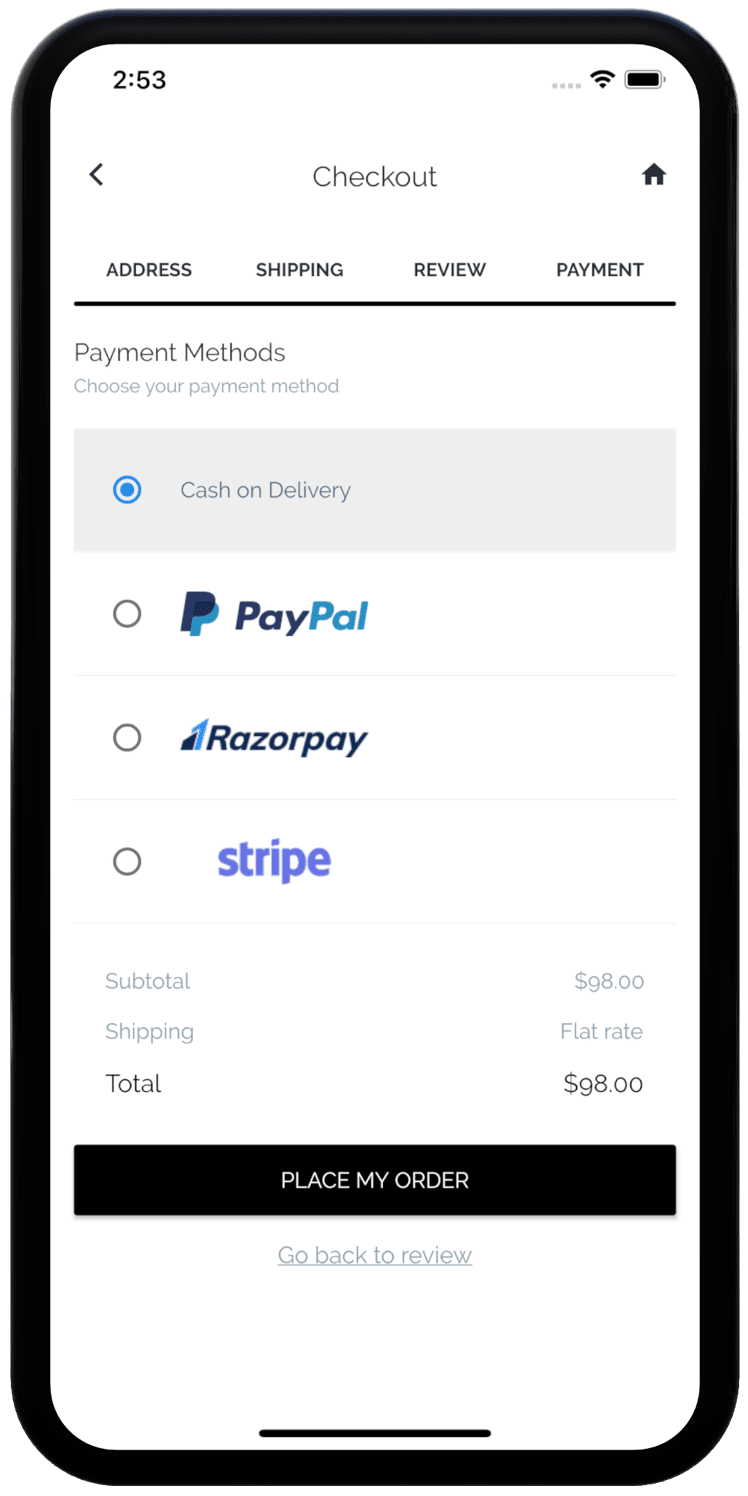 2:53
Checkout
ADDRESS SHIPPING REVIEW PAYMENT
Payment Methods
Choose your payment method
Cash on Delivery
PayPal
Razorpay
stripe
Subtotal $98.00
Shipping Flat rate
Total $98.00
PLACE MY ORDER
Go back to review